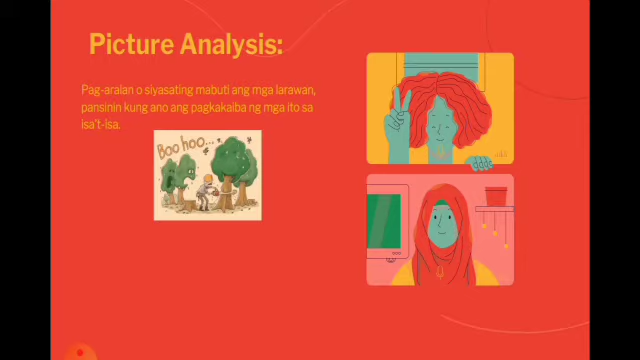 Picture Analysis:
Pag-aralan o siyasating mabuti ang mga larawan,
pansinin kung ano ang pagkakaiba ng mga ito sa
isa't-isa.
Boo hoo...